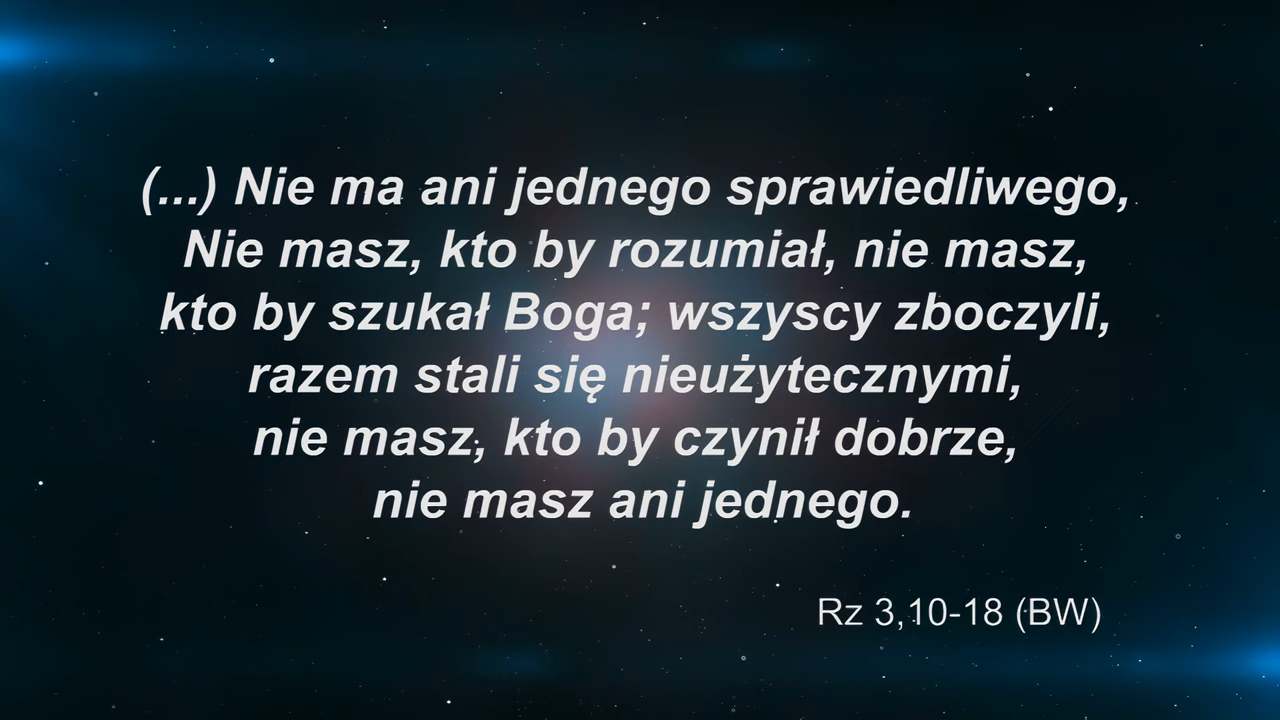 (...) Nie ma ani jednego sprawiedliwego,
Nie masz, kto by rozumiał, nie masz,
kto by szukał Boga; wszyscy zboczyli,
razem stali się nieużytecznymi,
nie masz, kto by czynił dobrze,
nie masz ani jednego.
Rz 3,10-18 (BW)